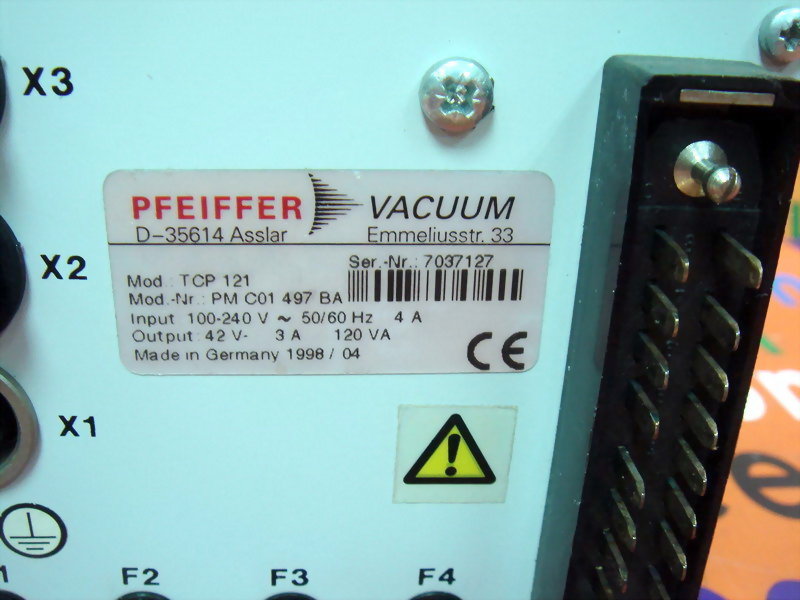 X3
PFEIFFER VACUUM
D-35614 Asslar Emmeliusstr. 33
Ser.-Nr.: 7037127
Mod.: TCP 121
Mod.-Nr.: PM C01 497 BA
Input 100-240 V ~ 50/60 Hz 4 A
Output: 42 V- 3 A 120 VA
Made in Germany 1998 / 04
CE
X2
X1
F2 F3 F4